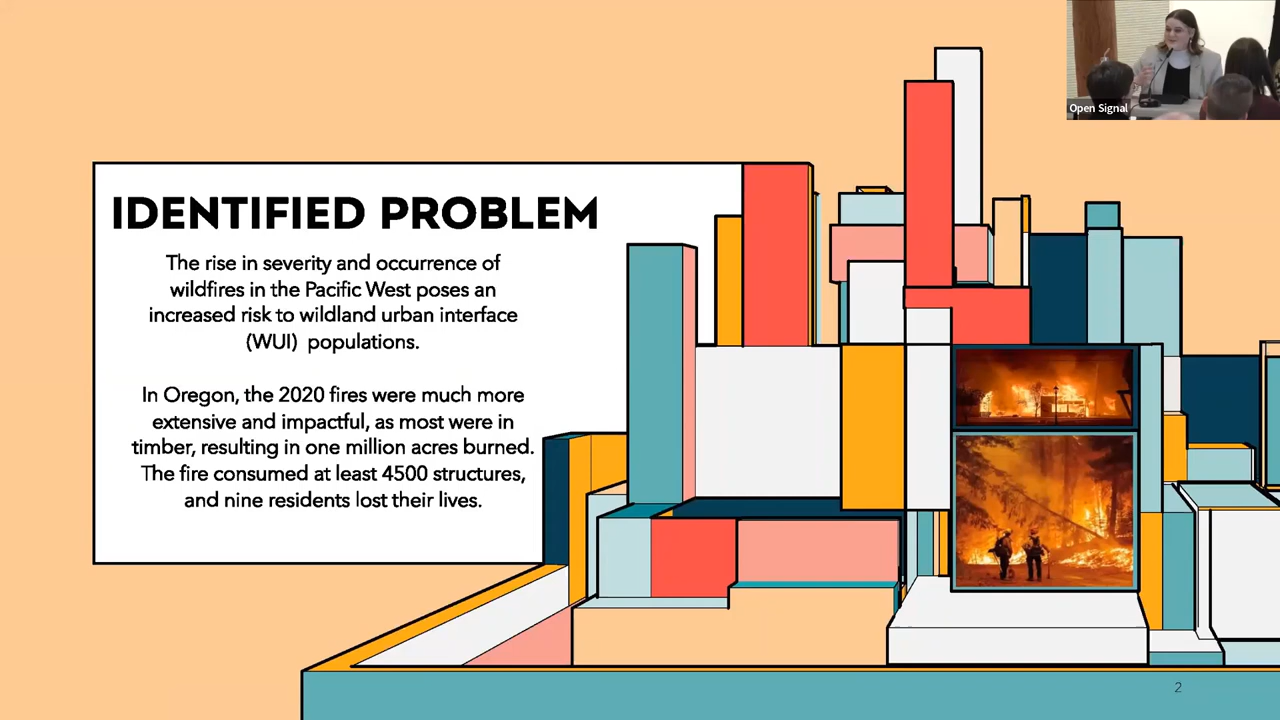 Open Signal
IDENTIFIED PROBLEM
The rise in severity and occurrence of
wildfires in the Pacific West poses an
increased risk to wildland urban interface
(WUI) populations.
In Oregon, the 2020 fires were much more
extensive and impactful, as most were in
timber, resulting in one million acres burned.
The fire consumed at least 4500 structures,
and nine residents lost their lives.
2